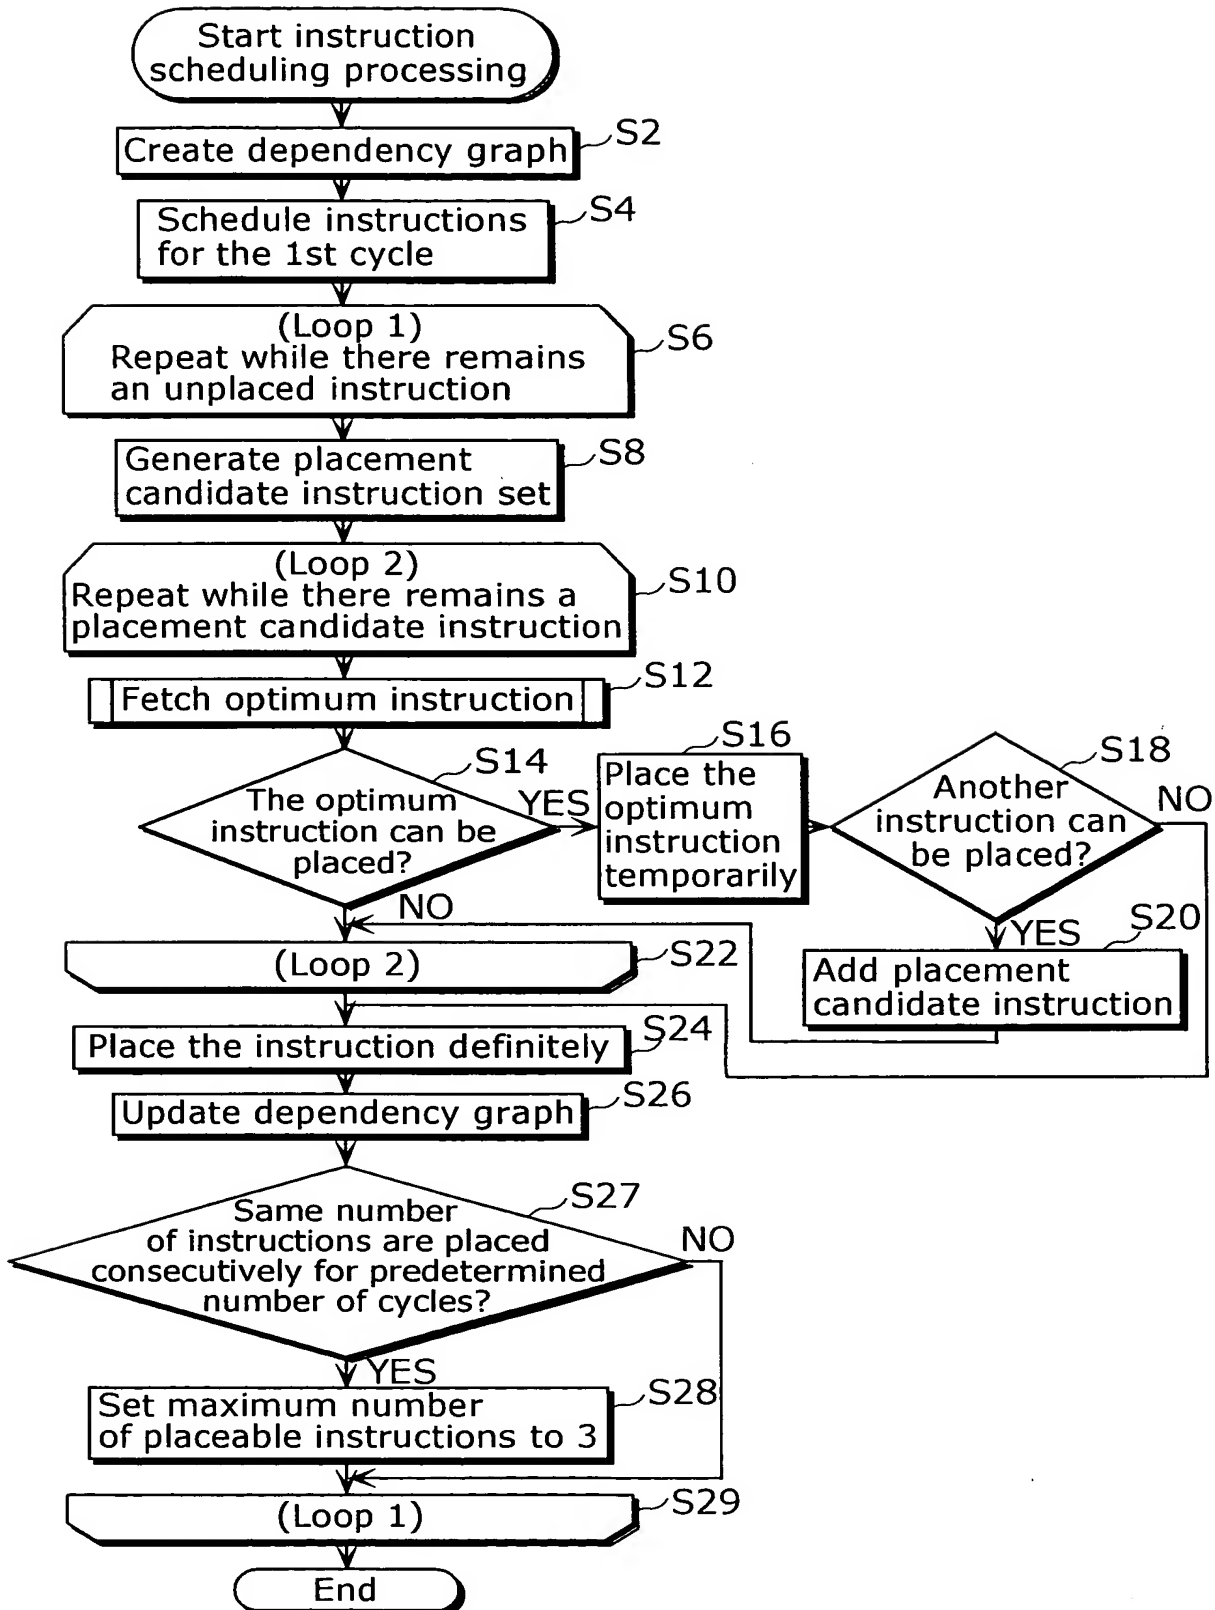 Start instruction
scheduling processing
Create dependency graph
S2
Schedule instructions
for the 1st cycle
S4
(Loop 1)
Repeat while there remains
an unplaced instruction
S6
Generate placement
candidate instruction set
S8
(Loop 2)
Repeat while there remains a
placement candidate instruction
S10
Fetch optimum instruction
S12
The optimum
instruction can be
placed?
S14
YES
NO
Place the
optimum
instruction
temporarily
S16
Another
instruction can
be placed?
S18
NO
YES
Add placement
candidate instruction
S20
(Loop 2)
S22
Place the instruction definitely
S24
Update dependency graph
S26
Same number
of instructions are placed
consecutively for predetermined
number of cycles?
S27
NO
YES
Set maximum number
of placeable instructions to 3
S28
(Loop 1)
S29
End